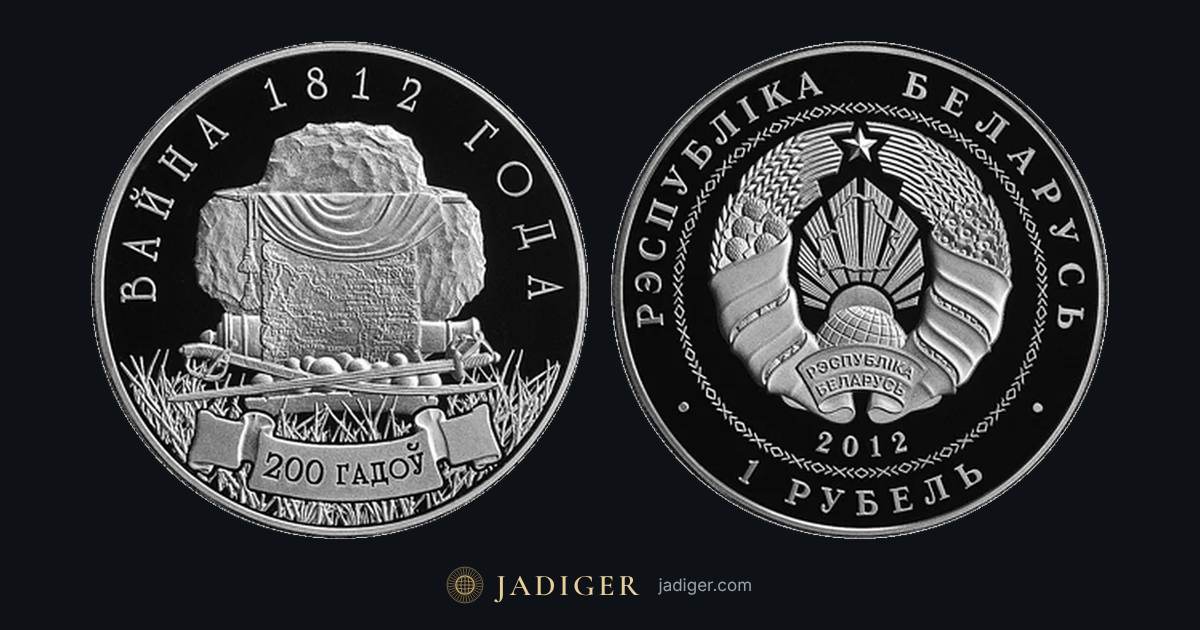 ВАЙНА 1812 ГОДА
200 ГАДОЎ
РЭСПУБЛІКА БЕЛАРУСЬ
РЭСПУБЛІКА
БЕЛАРУСЬ
2012
1 РУБЕЛЬ
JADIGER jadiger.com